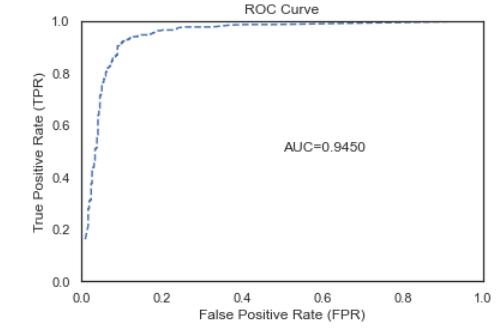 ROC Curve
1.0
0.8
0.6
0.4
0.2
0.0
True Positive Rate (TPR)
AUC=0.9450
0.0 0.2 0.4 0.6 0.8 1.0
False Positive Rate (FPR)